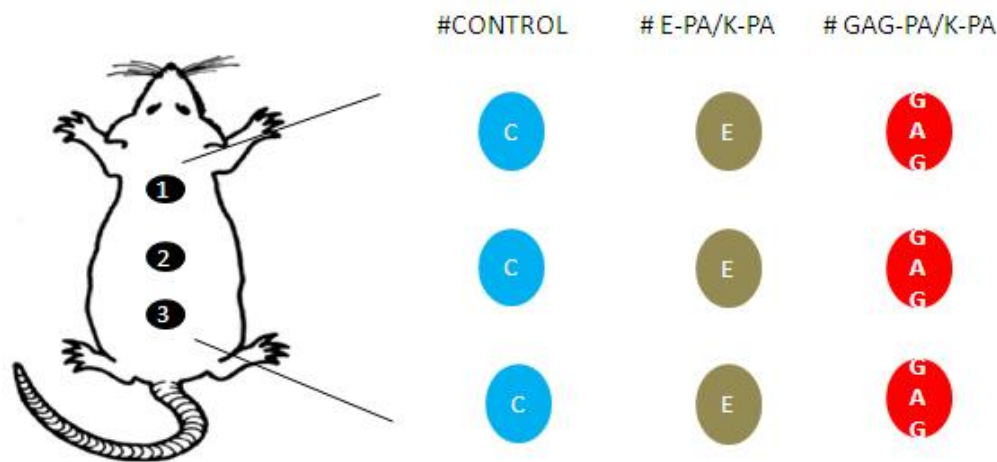 #CONTROL # E-PA/K-PA # GAG-PA/K-PA
C E G
A
G
1
2
C E G
A
G
3
C E G
A
G